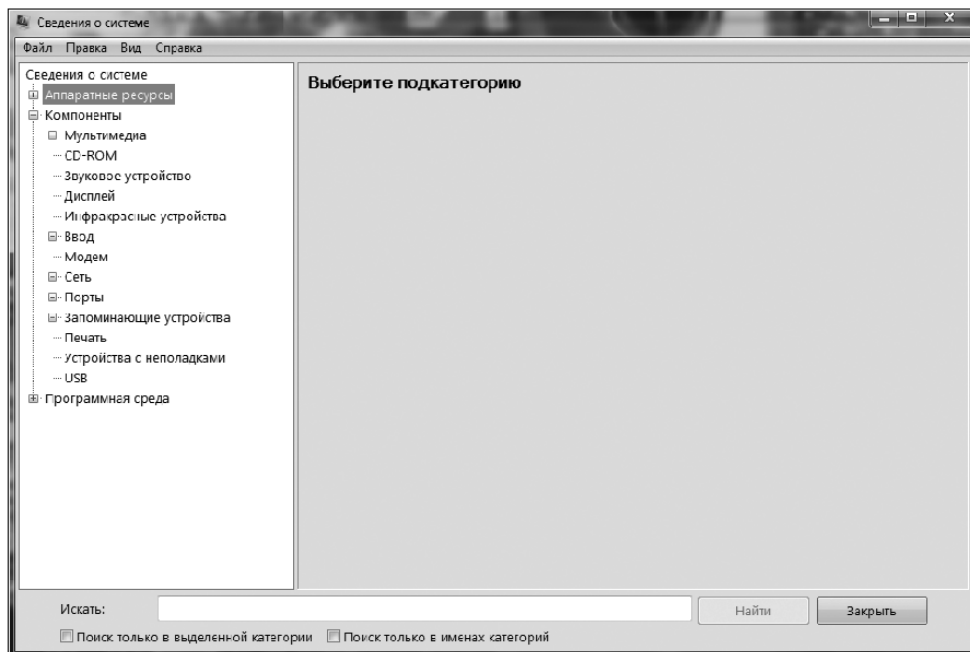 Сведения о системе
Файл Правка Вид Справка
Сведения о системе
Аппаратные ресурсы
Компоненты
Мультимедиа
CD-ROM
Звуковое устройство
Дисплей
Инфракрасные устройства
Ввод
Модем
Сеть
Порты
Запоминающие устройства
Печать
Устройства с неполадками
USB
Программная среда
Выберите подкатегорию
Искать:
Найти
Закрыть
Поиск только в выделенной категории
Поиск только в именах категорий